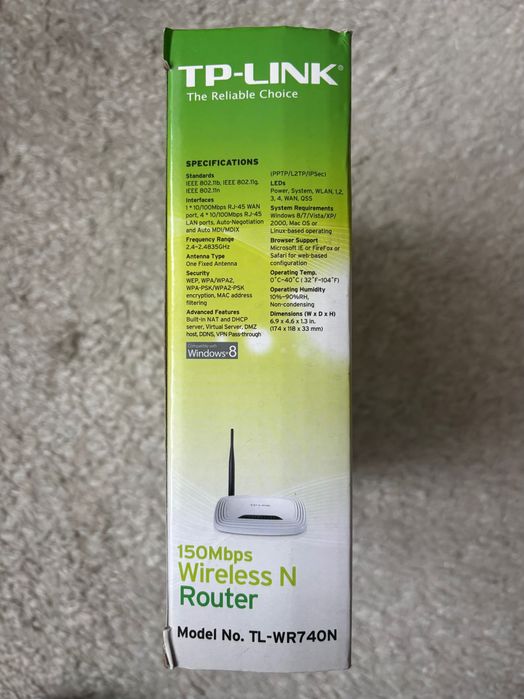 TP-LINK®
The Reliable Choice
SPECIFICATIONS
Standards
IEEE 802.11b, IEEE 802.11g,
IEEE 802.11n
Interfaces
1 * 10/100Mbps RJ-45 WAN
port, 4 * 10/100Mbps RJ-45
LAN ports, Auto-Negotiation
and Auto MDI/MDIX
Frequency Range
2.4-2.4835GHz
Antenna Type
One Fixed Antenna
Security
WEP, WPA/WPA2,
WPA-PSK/WPA2-PSK
encryption, MAC address
filtering
Advanced Features
Built-in NAT and DHCP
server, Virtual Server, DMZ
host, DDNS, VPN Pass-through
(PPTP/L2TP/IPSec)
LEDs
Power, System, WLAN, 1,2,
3, 4, WAN, QSS
System Requirements
Windows 8/7/Vista/XP/
2000, Mac OS or
Linux-based operating
Browser Support
Microsoft IE or FireFox or
Safari for web-based
configuration
Operating Temp.
0°C~40°C ( 32°F~104°F)
Operating Humidity
10%~90%RH,
Non-condensing
Dimensions (W x D x H)
6.9 x 4.6 x 1.3 in.
(174 x 118 x 33 mm)
Compatible with
Windows®8
TP-LINK
150Mbps
Wireless N
Router
Model No. TL-WR740N